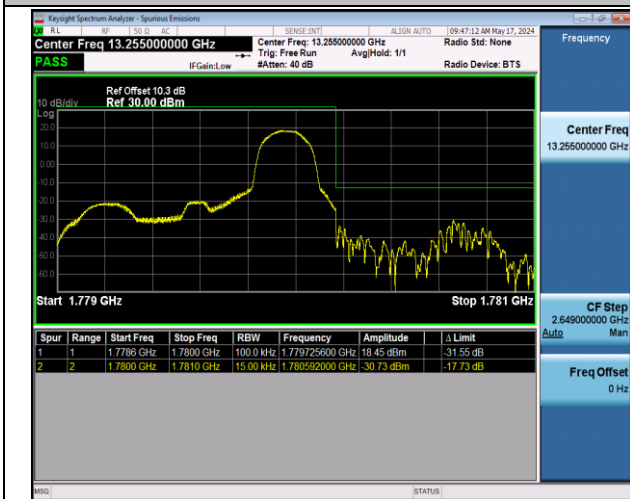 Keysight Spectrum Analyzer - Spurious Emissions
RL RF 50 Ω AC SENSE:INT ALIGN AUTO 09:47:12 AM May 17, 2024
Center Freq 13.255000000 GHz Center Freq: 13.255000000 GHz Radio Std: None
Trig: Free Run Avg|Hold: 1/1
PASS IFGain:Low #Atten: 40 dB Radio Device: BTS
Frequency
Ref Offset 10.3 dB
10 dB/div Ref 30.00 dBm
Log
20.0
10.0
0.00
-10.0
-20.0
-30.0
-40.0
-50.0
-60.0
Start 1.779 GHz Stop 1.781 GHz
Center Freq
13.255000000 GHz
CF Step
2.649000000 GHz
Auto Man
Freq Offset
0 Hz
Spur Range Start Freq Stop Freq RBW Frequency Amplitude Δ Limit
1 1 1.7786 GHz 1.7800 GHz 100.0 kHz 1.779725600 GHz 18.45 dBm -31.55 dB
2 2 1.7800 GHz 1.7810 GHz 15.00 kHz 1.780592000 GHz -30.73 dBm -17.73 dB
MSG STATUS